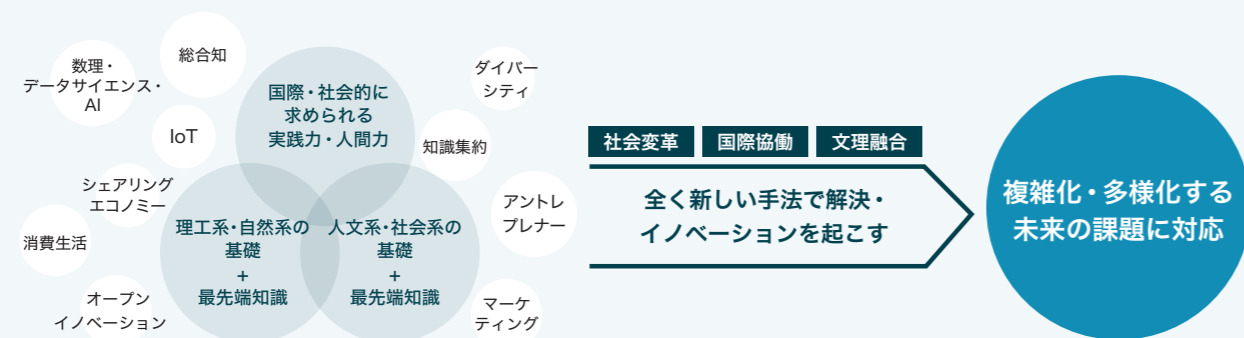 総合知
数理・
データサイエンス・
AI
IoT
シェアリング
エコノミー
消費生活
オープン
イノベーション
国際・社会的に
求められる
実践力・人間力
理工系・自然系の
基礎
+
最先端知識
人文系・社会系の
基礎
+
最先端知識
ダイバー
シティ
知識集約
アントレ
プレナー
マーケ
ティング
社会変革
国際協働
文理融合
全く新しい手法で解決・
イノベーションを起こす
複雑化・多様化する
未来の課題に対応